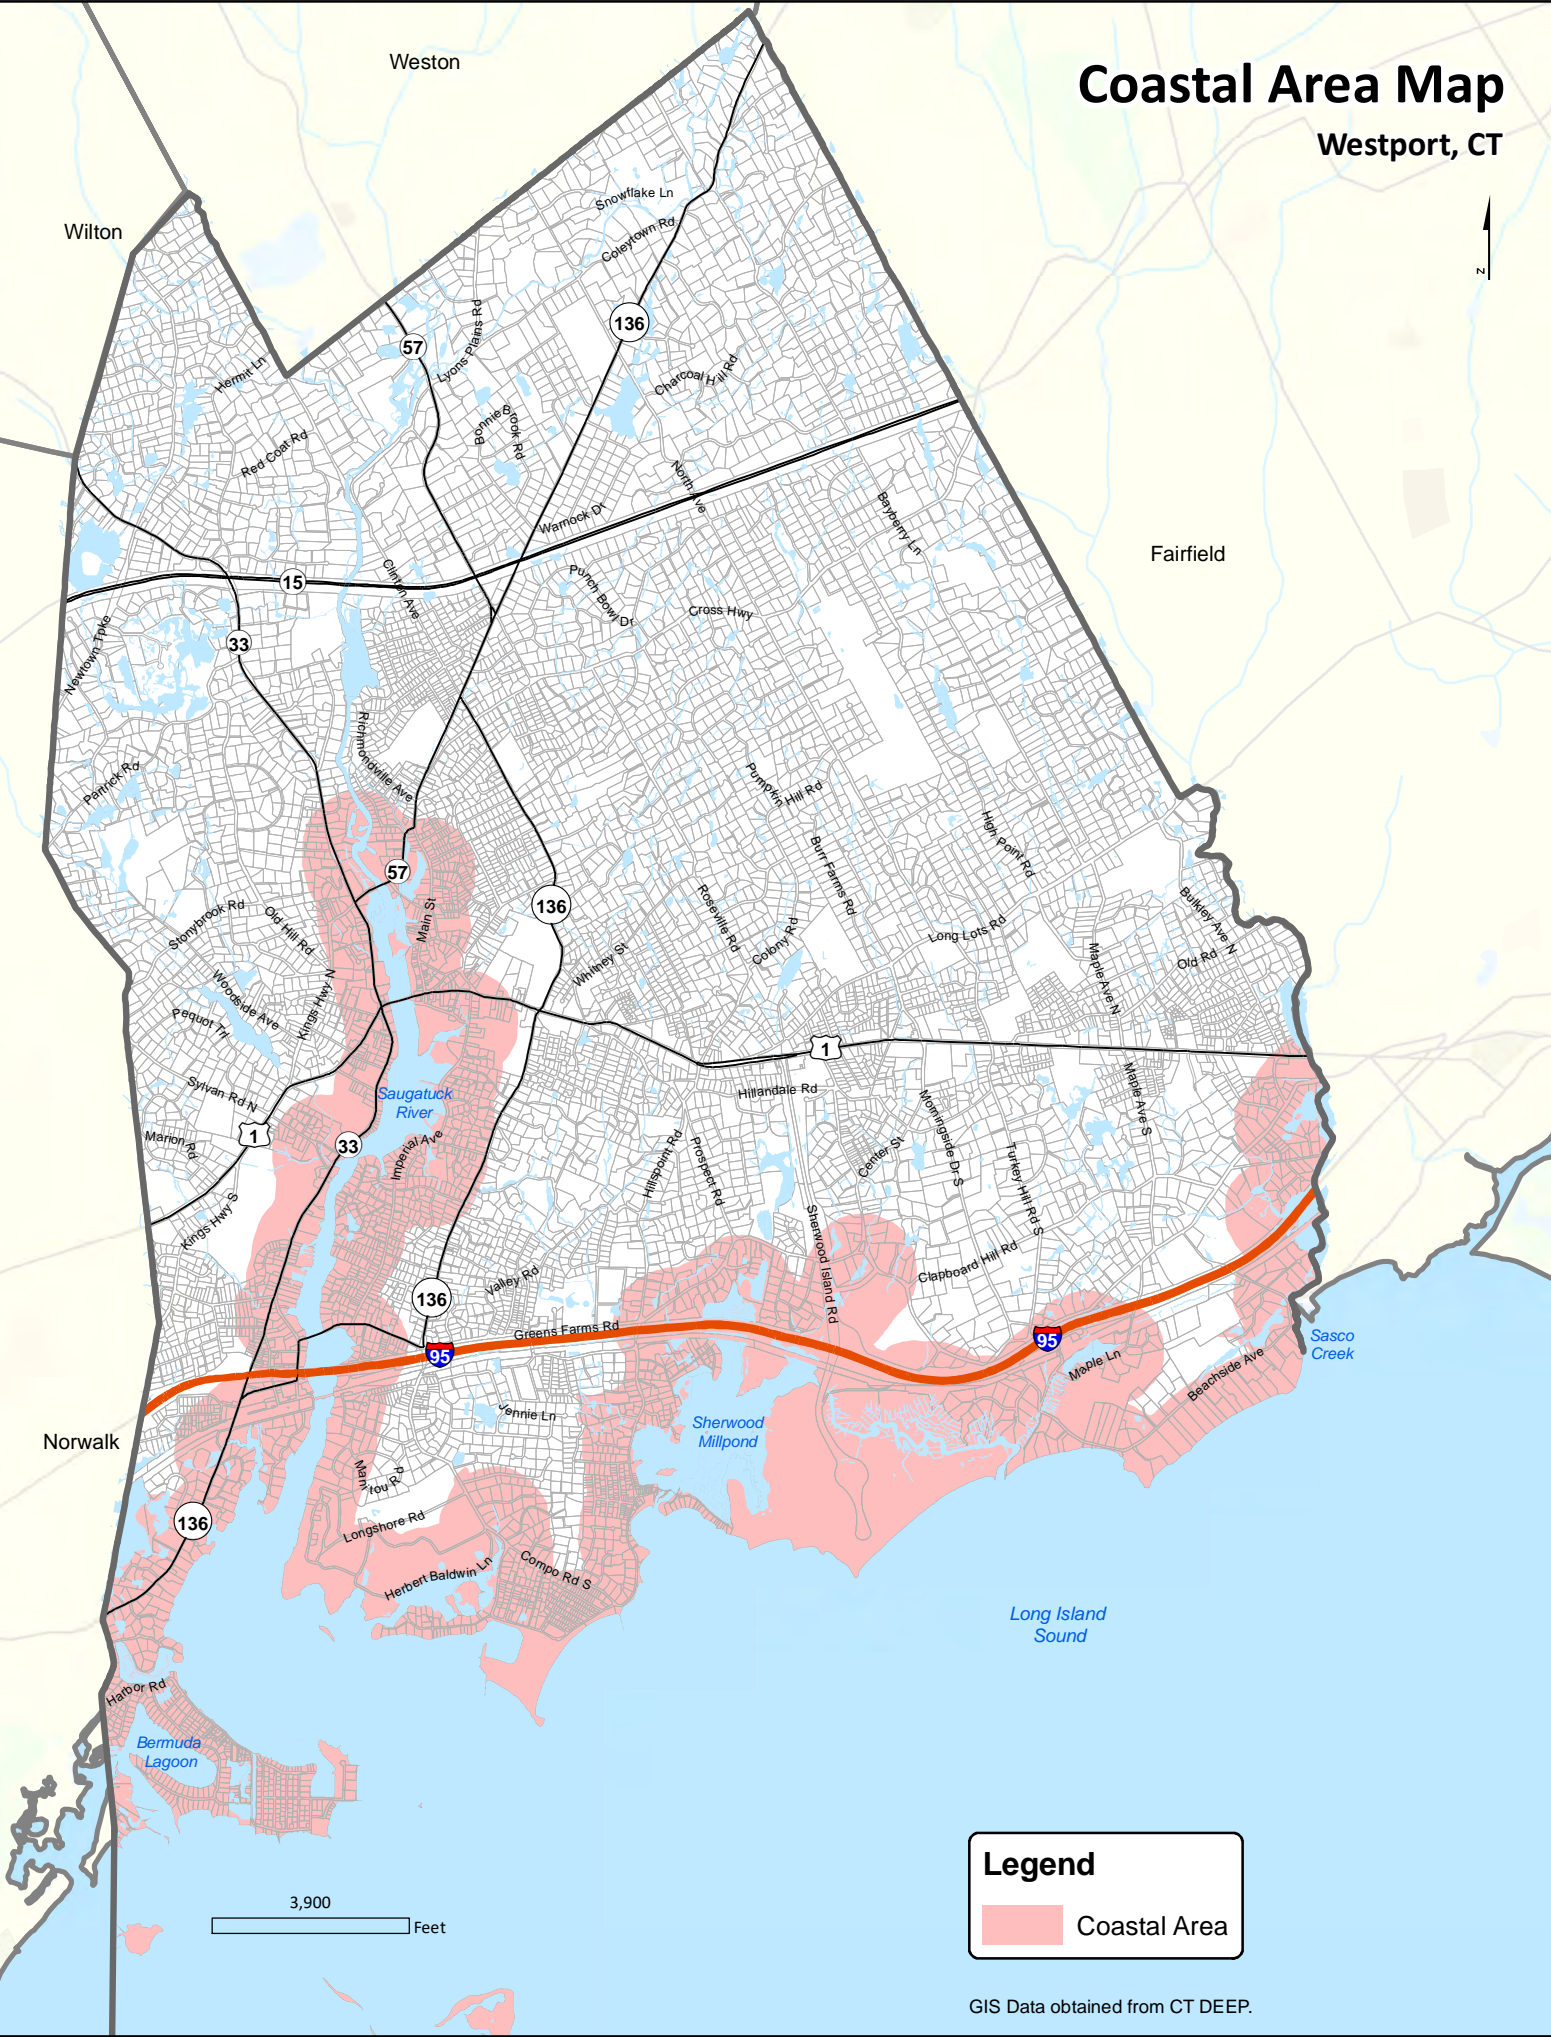 Coastal Area Map
Westport, CT
Weston
Wilton
Fairfield
Norwalk
N
Snowflake Ln
Coleytown Rd
136
57
Lyons Plains Rd
Hermit Ln
Charcoal Hill Rd
Bonnie Brook Rd
Red Coat Rd
North Ave
Bayberry Ln
Warnock Dr
15
Clinton Ave
Punch Bowl Dr
Cross Hwy
33
Newtown Tpke
Richmondville Ave
Partrick Rd
Pumpkin Hill Rd
High Point Rd
Burr Farms Rd
57
136
Main St
Roseville Rd
Colony Rd
Long Lots Rd
Bulkley Ave N
Old Rd
Maple Ave N
Stonybrook Rd
Old Hill Rd
Whitney St
Woodside Ave
Kings Hwy N
Pequot Trl
1
Sylvan Rd N
Saugatuck
River
Hillandale Rd
Maple Ave S
Morningside Dr S
Marion Rd
1
33
Imperial Ave
Hillspoint Rd
Prospect Rd
Center St
Turkey Hill Rd S
Kings Hwy S
Sherwood Island Rd
Clapboard Hill Rd
Valley Rd
136
Greens Farms Rd
95
95
Maple Ln
Beachside Ave
Sasco
Creek
Jennie Ln
Sherwood
Millpond
Manitou Rd
136
Longshore Rd
Herbert Baldwin Ln
Compo Rd S
Long Island
Sound
Harbor Rd
Bermuda
Lagoon
Legend
Coastal Area
3,900
Feet
GIS Data obtained from CT DEEP.